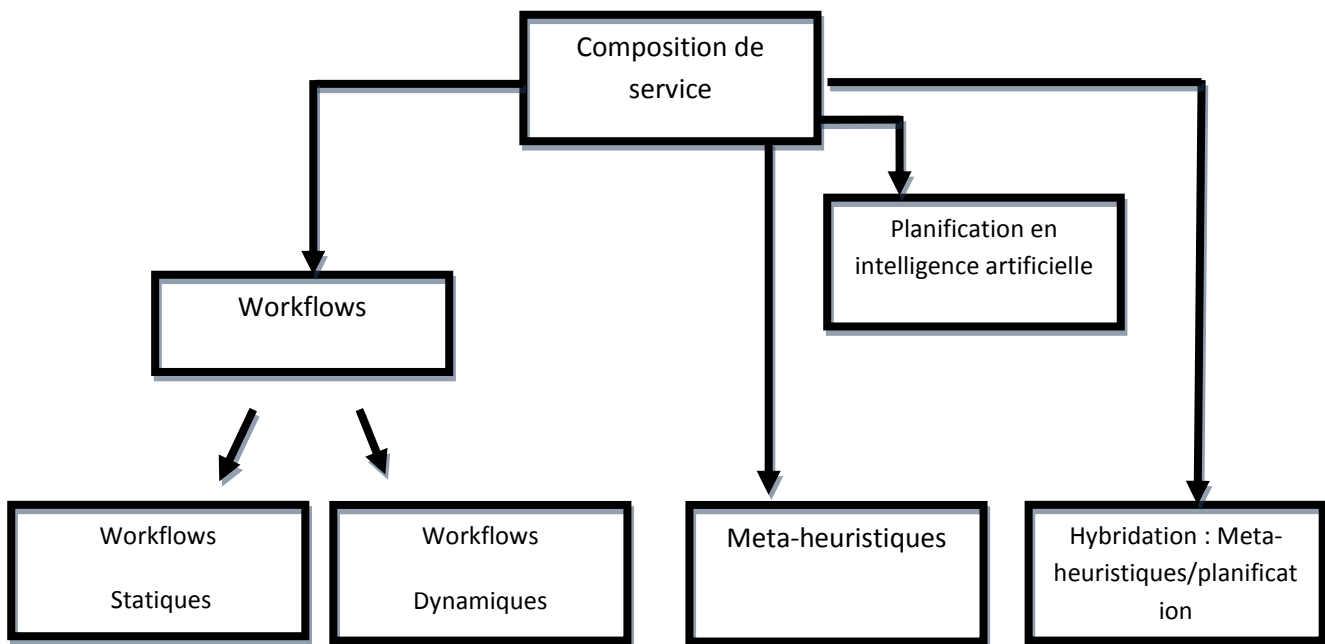 Composition de
service
Planification en
intelligence artificielle
Workflows
Workflows
Statiques
Workflows
Dynamiques
Meta-heuristiques
Hybridation : Meta-
heuristiques/planificat
ion